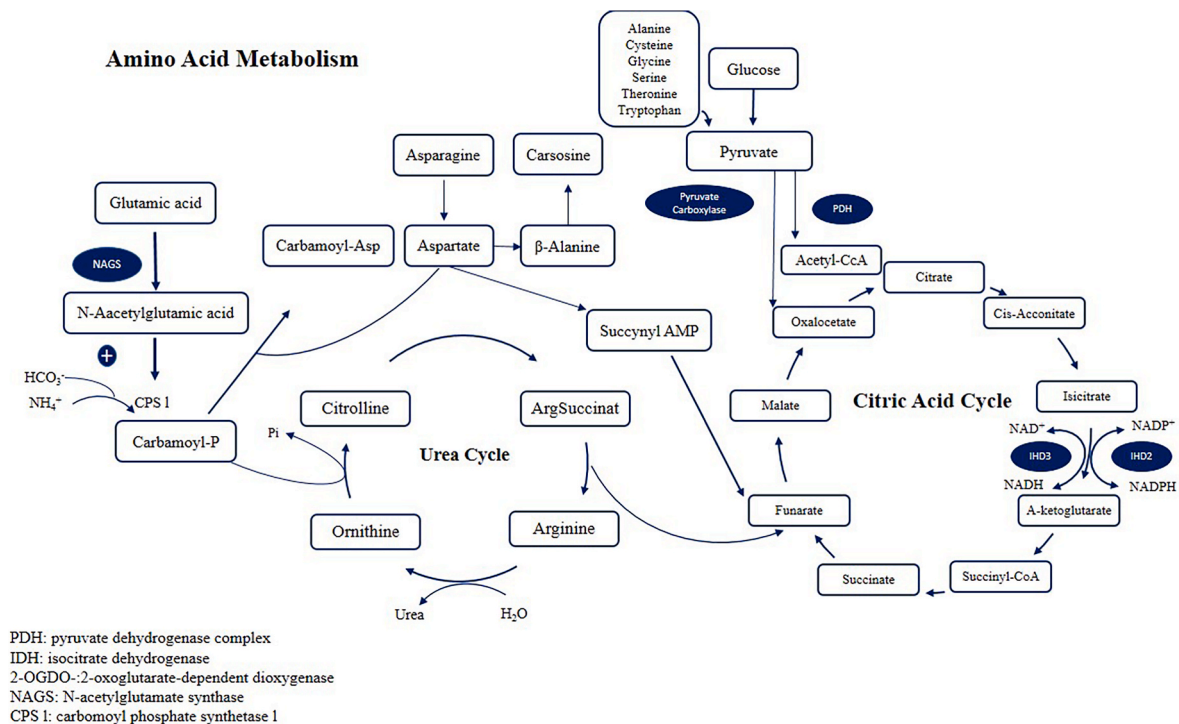 Amino Acid Metabolism
Alanine
Cysteine
Glycine
Serine
Theronine
Tryptophan
Glucose
Pyruvate
Pyruvate
Carboxylase
PDH
Asparagine
Carsosine
Glutamic acid
Carbamoyl-Asp
Aspartate
β-Alanine
NAGS
Acetyl-CcA
Citrate
N-Aacetylglutamic acid
Oxalocetate
Cis-Acconitate
Succynyl AMP
+
HCO₃⁻
NH₄⁺
CPS l
Carbamoyl-P
Pi
Citrolline
ArgSuccinat
Urea Cycle
Malate
Citric Acid Cycle
Isicitrate
NAD⁺
NADP⁺
IHD3
IHD2
NADH
NADPH
Ornithine
Arginine
Funarate
A-ketoglutarate
Succinate
Succinyl-CoA
Urea
H₂O
PDH: pyruvate dehydrogenase complex
IDH: isocitrate dehydrogenase
2-OGDO-:2-oxoglutarate-dependent dioxygenase
NAGS: N-acetylglutamate synthase
CPS l: carbomoyl phosphate synthetase l